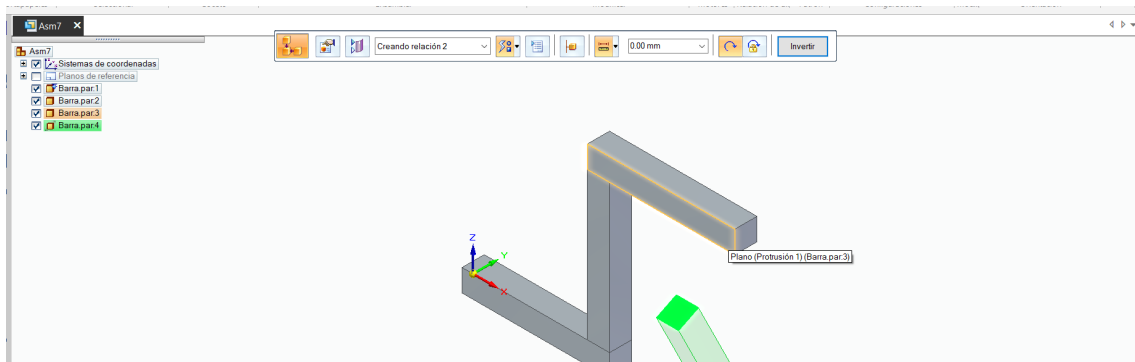 Asm7
Creando relación 2
0.00 mm
Invertir
Asm7
Sistemas de coordenadas
Planos de referencia
Barra.par:1
Barra.par:2
Barra.par:3
Barra.par:4
Z
Y
X
Plano (Protrusión 1) (Barra.par:3)